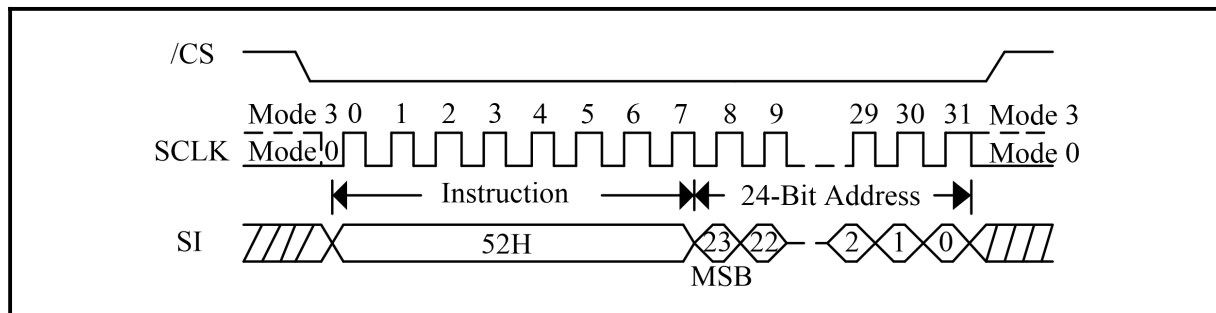 /CS
Mode 3 0 1 2 3 4 5 6 7 8 9 29 30 31 Mode 3
SCLK Mode 0 Mode 0
Instruction 24-Bit Address
SI 52H 23 22 2 1 0
MSB